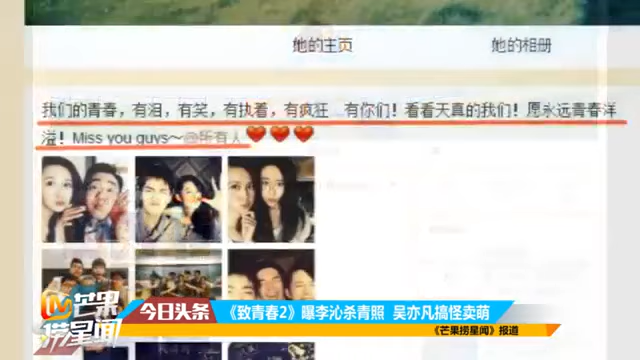 她的主页 她的相册
我们的青春，有泪，有笑，有执着，有疯狂 有你们！看看天真的我们！愿永远青春洋
溢！Miss you guys～@所有人❤❤❤
芒果
捞星闻
今日头条 《致青春2》曝李沁杀青照 吴亦凡搞怪卖萌
《芒果捞星闻》报道